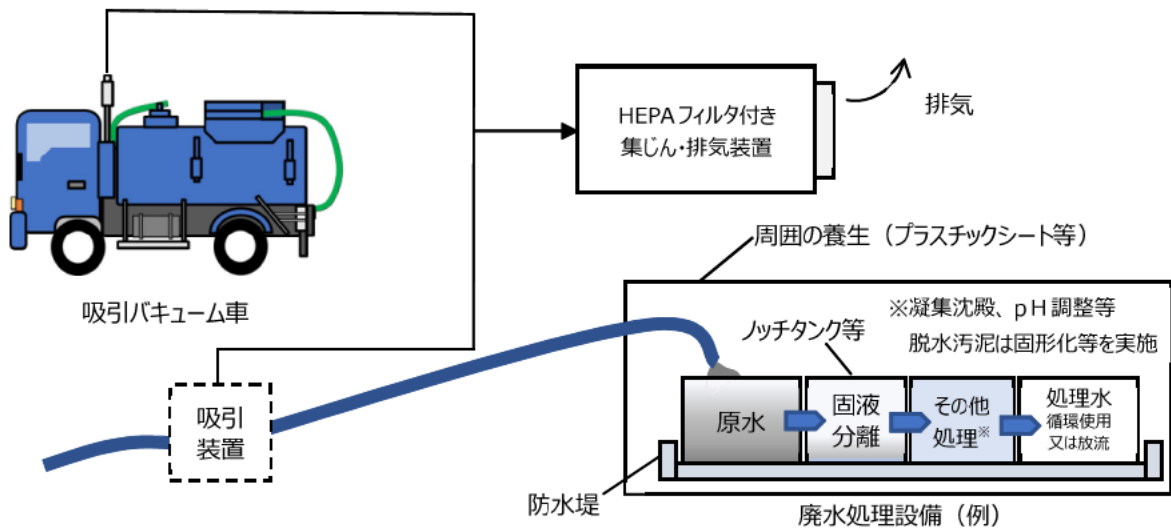 HEPAフィルタ付き
集じん・排気装置
排気
吸引バキューム車
周囲の養生（プラスチックシート等）
※凝集沈殿、pH調整等
脱水汚泥は固形化等を実施
ノッチタンク等
吸引
装置
原水
固液
分離
その他
処理※
処理水
循環使用
又は放流
防水堤
廃水処理設備（例）